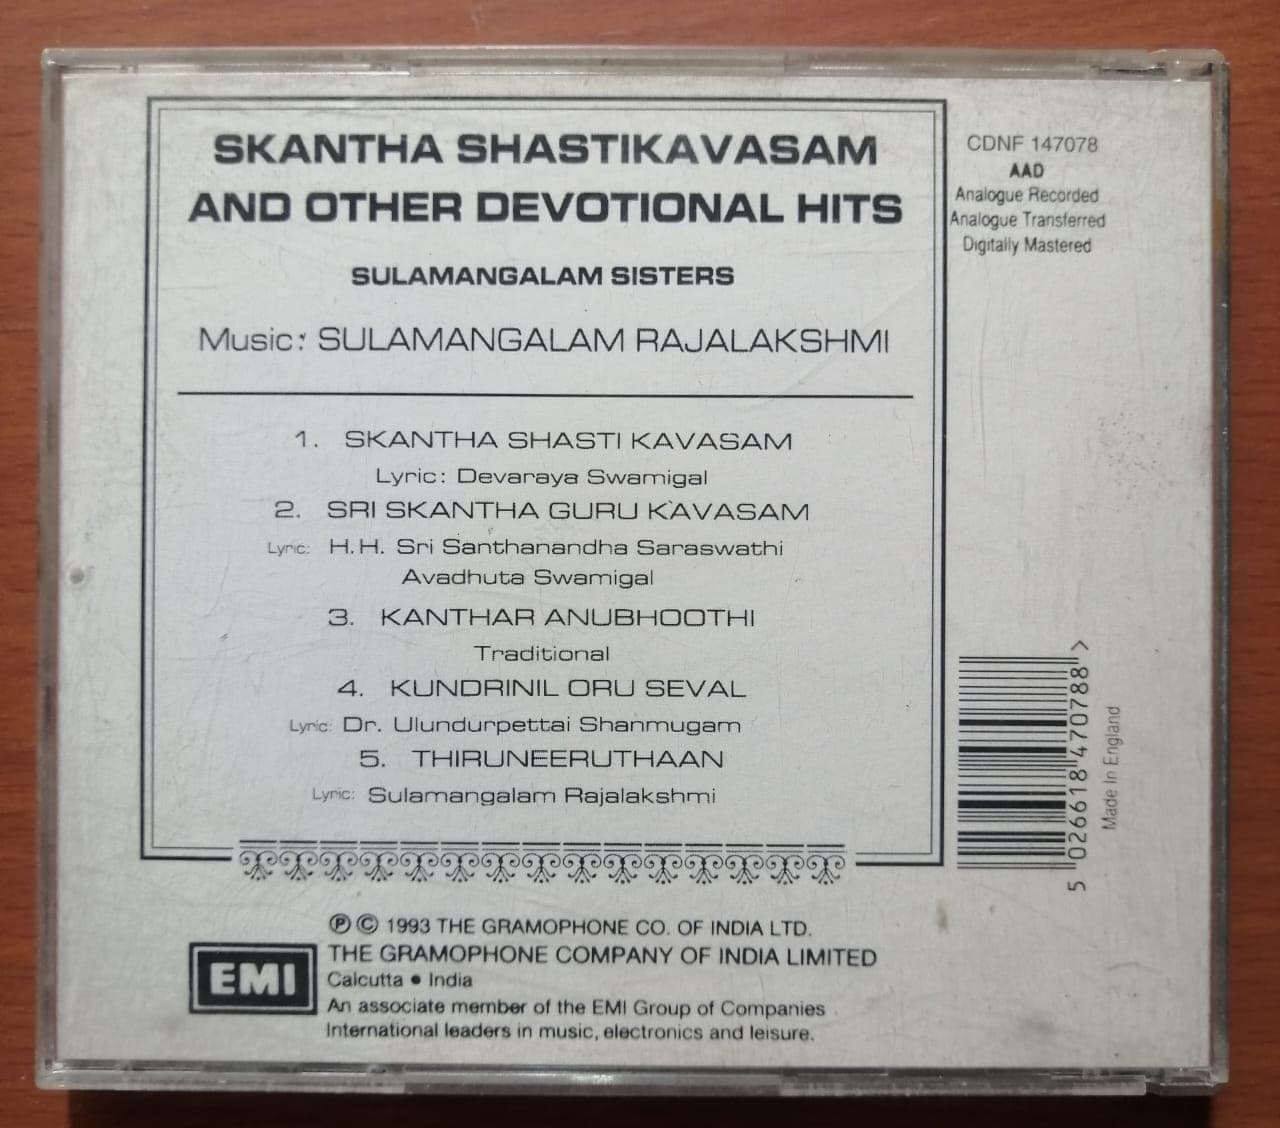 SKANTHA SHASTIKAVASAM
AND OTHER DEVOTIONAL HITS
SULAMANGALAM SISTERS
Music: SULAMANGALAM RAJALAKSHMI
1. SKANTHA SHASTI KAVASAM
Lyric: Devaraya Swamigal
2. SRI SKANTHA GURU KAVASAM
Lyric: H.H. Sri Santhanandha Saraswathi
Avadhuta Swamigal
3. KANTHAR ANUBHOOTHI
Traditional
4. KUNDRINIL ORU SEVAL
Lyric: Dr. Ulundurpettai Shanmugam
5. THIRUNEERUTHAAN
Lyric: Sulamangalam Rajalakshmi
CDNF 147078
AAD
Analogue Recorded
Analogue Transferred
Digitally Mastered
5 026618 470788 >
Made In England
℗ © 1993 THE GRAMOPHONE CO. OF INDIA LTD.
EMI
THE GRAMOPHONE COMPANY OF INDIA LIMITED
Calcutta ● India
An associate member of the EMI Group of Companies
International leaders in music, electronics and leisure.